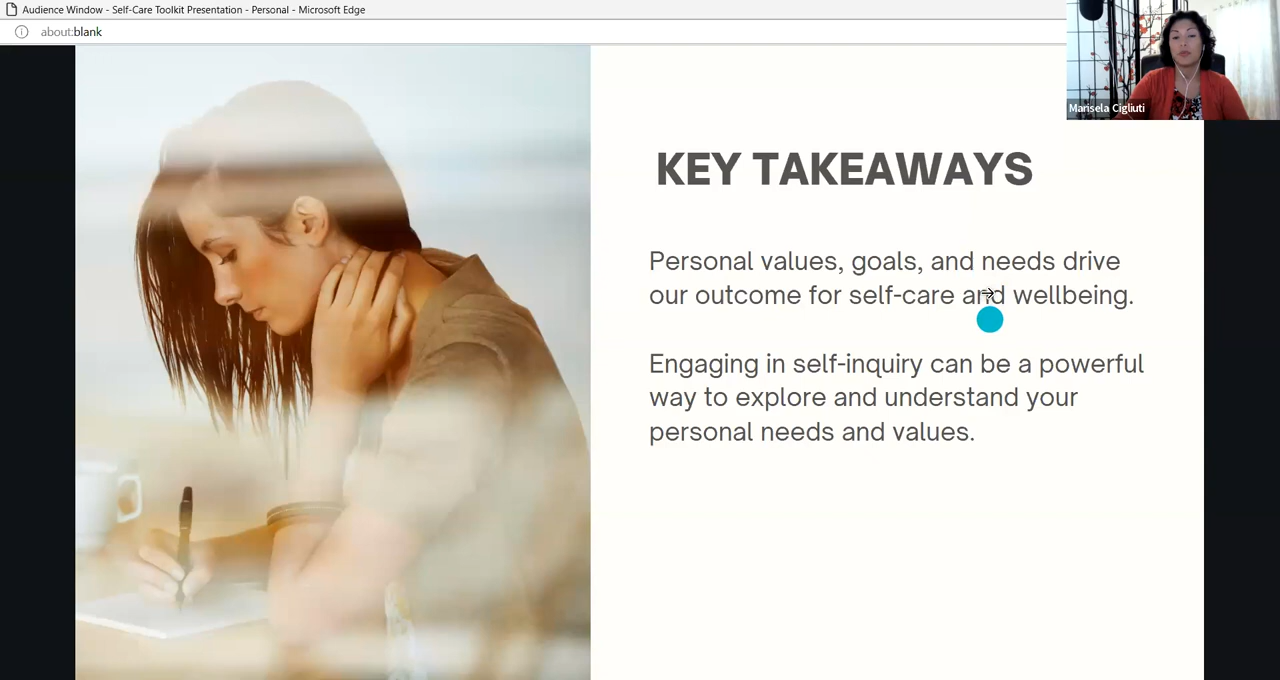 Audience Window - Self-Care Toolkit Presentation - Personal - Microsoft Edge
about:blank
Marisela Cigliuti
KEY TAKEAWAYS
Personal values, goals, and needs drive
our outcome for self-care and wellbeing.
Engaging in self-inquiry can be a powerful
way to explore and understand your
personal needs and values.